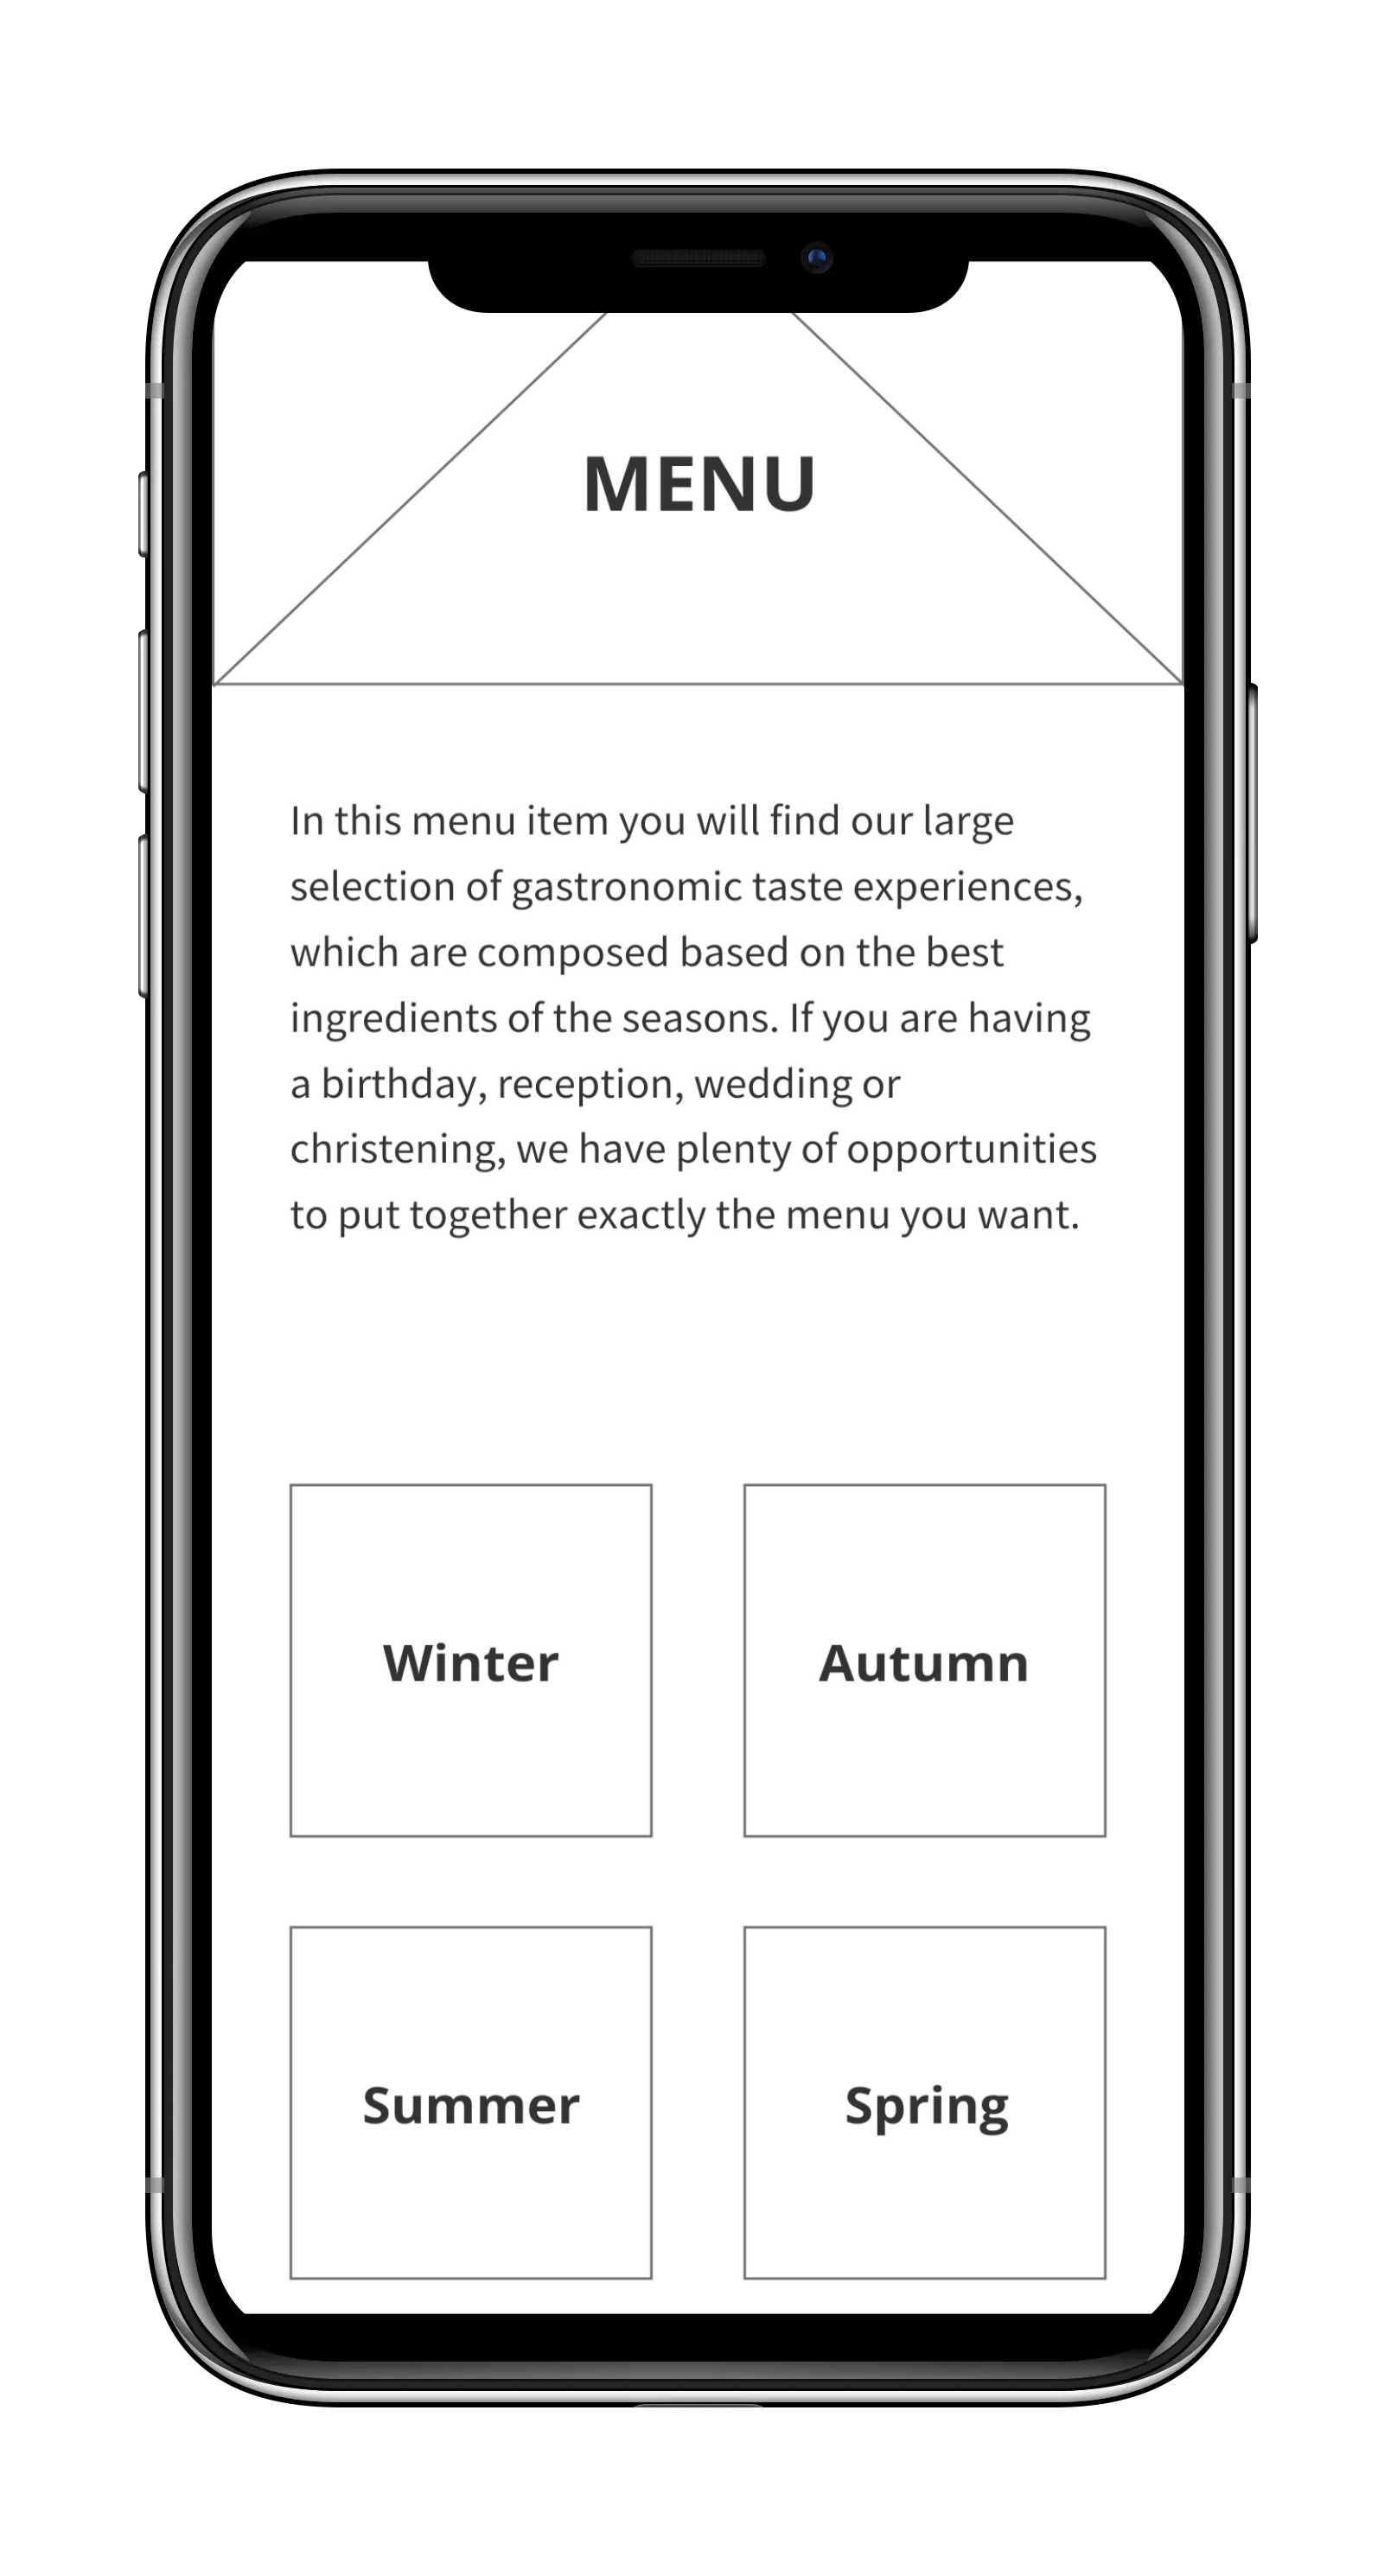 MENU
In this menu item you will find our large
selection of gastronomic taste experiences,
which are composed based on the best
ingredients of the seasons. If you are having
a birthday, reception, wedding or
christening, we have plenty of opportunities
to put together exactly the menu you want.
Winter
Autumn
Summer
Spring